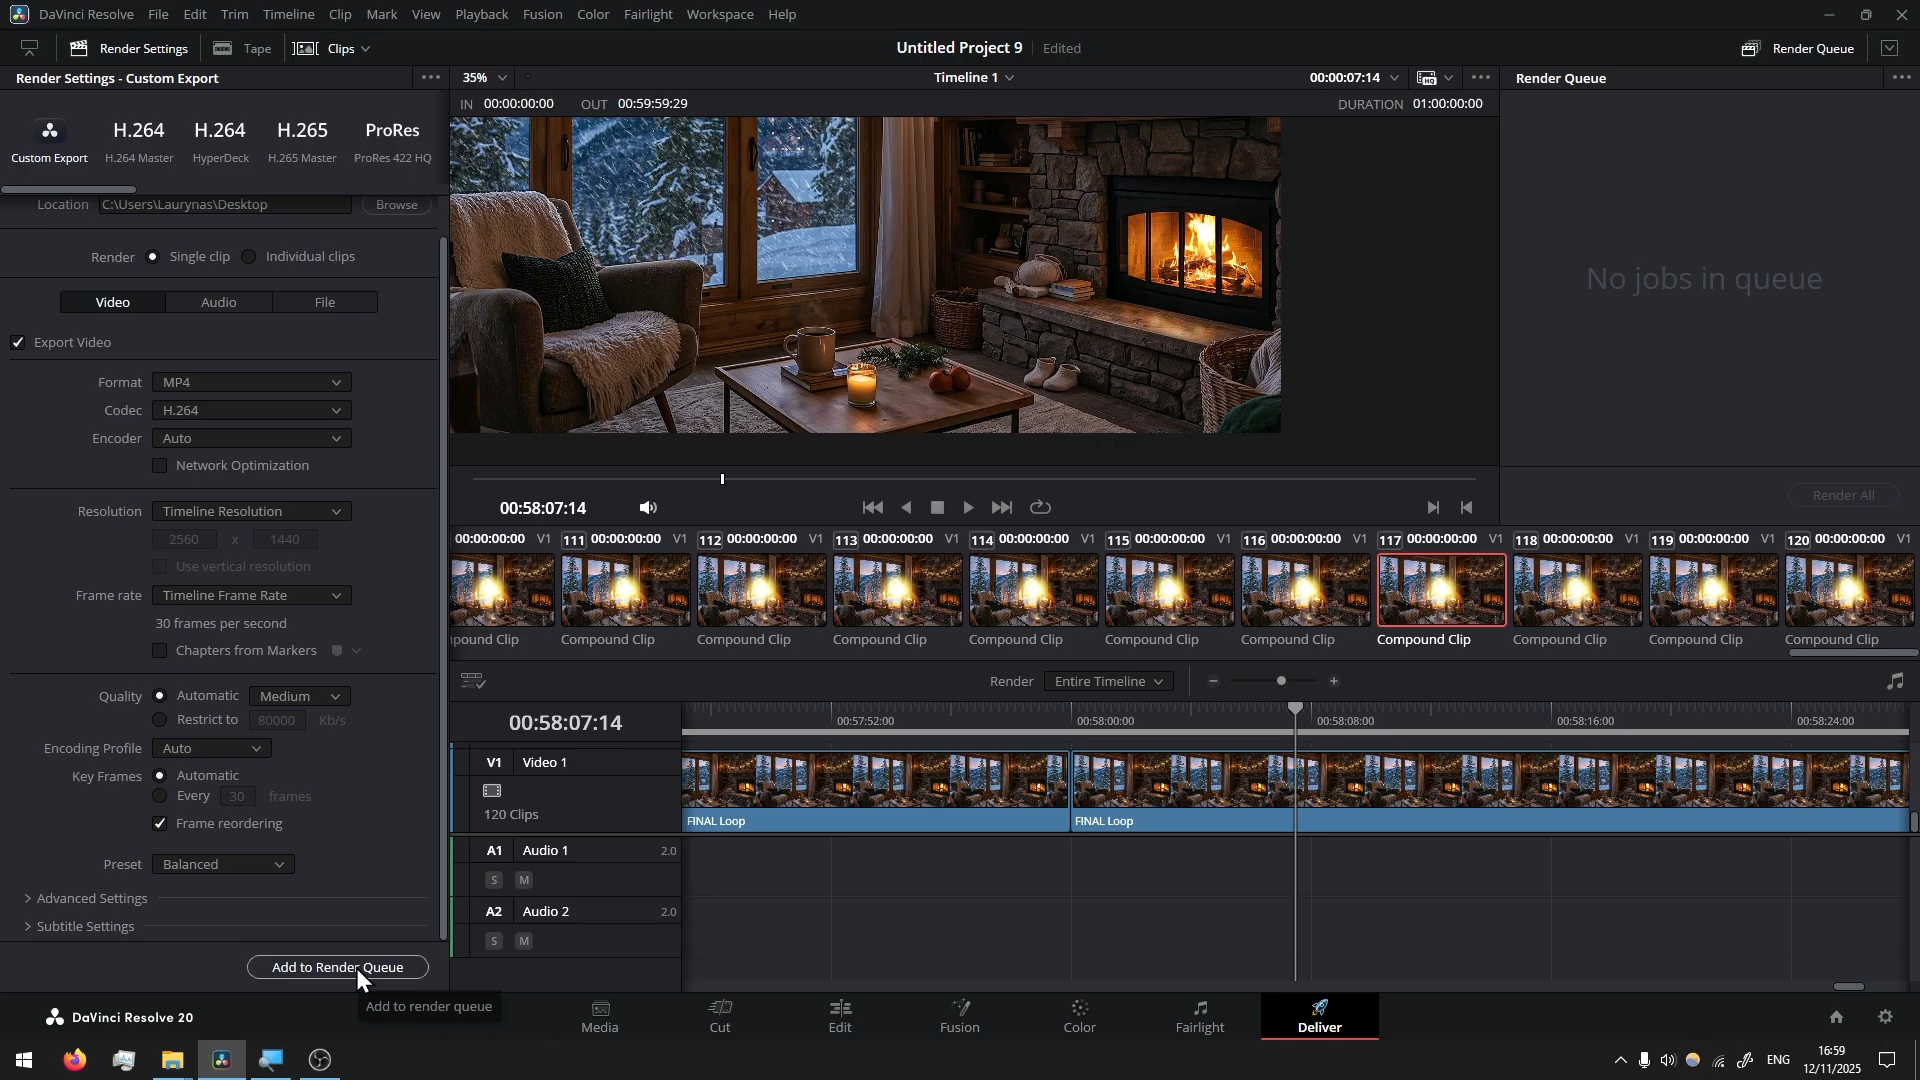 DaVinci Resolve File Edit Trim Timeline Clip Mark View Playback Fusion Color Fairlight Workspace Help
Render Settings Tape Clips Untitled Project 9 Edited Render Queue
Render Settings - Custom Export 35% Timeline 1 00:00:07:14 Render Queue
IN 00:00:00:00 OUT 00:59:59:29 DURATION 01:00:00:00
H.264 H.264 H.265 ProRes
Custom Export H.264 Master HyperDeck H.265 Master ProRes 422 HQ
Location C:\Users\Laurynas\Desktop Browse
Render Single clip Individual clips
No jobs in queue
Video Audio File
Export Video
Format MP4
Codec H.264
Encoder Auto
Network Optimization
Render All
00:58:07:14
Resolution Timeline Resolution
2560 x 1440
Use vertical resolution
Frame rate Timeline Frame Rate
30 frames per second
Chapters from Markers
00:00:00:00 V1 111 00:00:00:00 V1 112 00:00:00:00 V1 113 00:00:00:00 V1 114 00:00:00:00 V1 115 00:00:00:00 V1 116 00:00:00:00 V1 117 00:00:00:00 V1 118 00:00:00:00 V1 119 00:00:00:00 V1 120 00:00:00:00 V1
pound Clip Compound Clip Compound Clip Compound Clip Compound Clip Compound Clip Compound Clip Compound Clip Compound Clip Compound Clip Compound Clip
Render Entire Timeline
Quality Automatic Medium
Restrict to 80000 Kb/s
Encoding Profile Auto
Key Frames Automatic
Every 30 frames
Frame reordering
Preset Balanced
Advanced Settings
Subtitle Settings
Add to Render Queue
Add to render queue
00:58:07:14 00:57:52:00 00:58:00:00 00:58:08:00 00:58:16:00 00:58:24:00
V1 Video 1
120 Clips
FINAL Loop FINAL Loop
A1 Audio 1 2.0
S M
A2 Audio 2 2.0
S M
DaVinci Resolve 20 Media Cut Edit Fusion Color Fairlight Deliver
ENG 16:59
12/11/2025